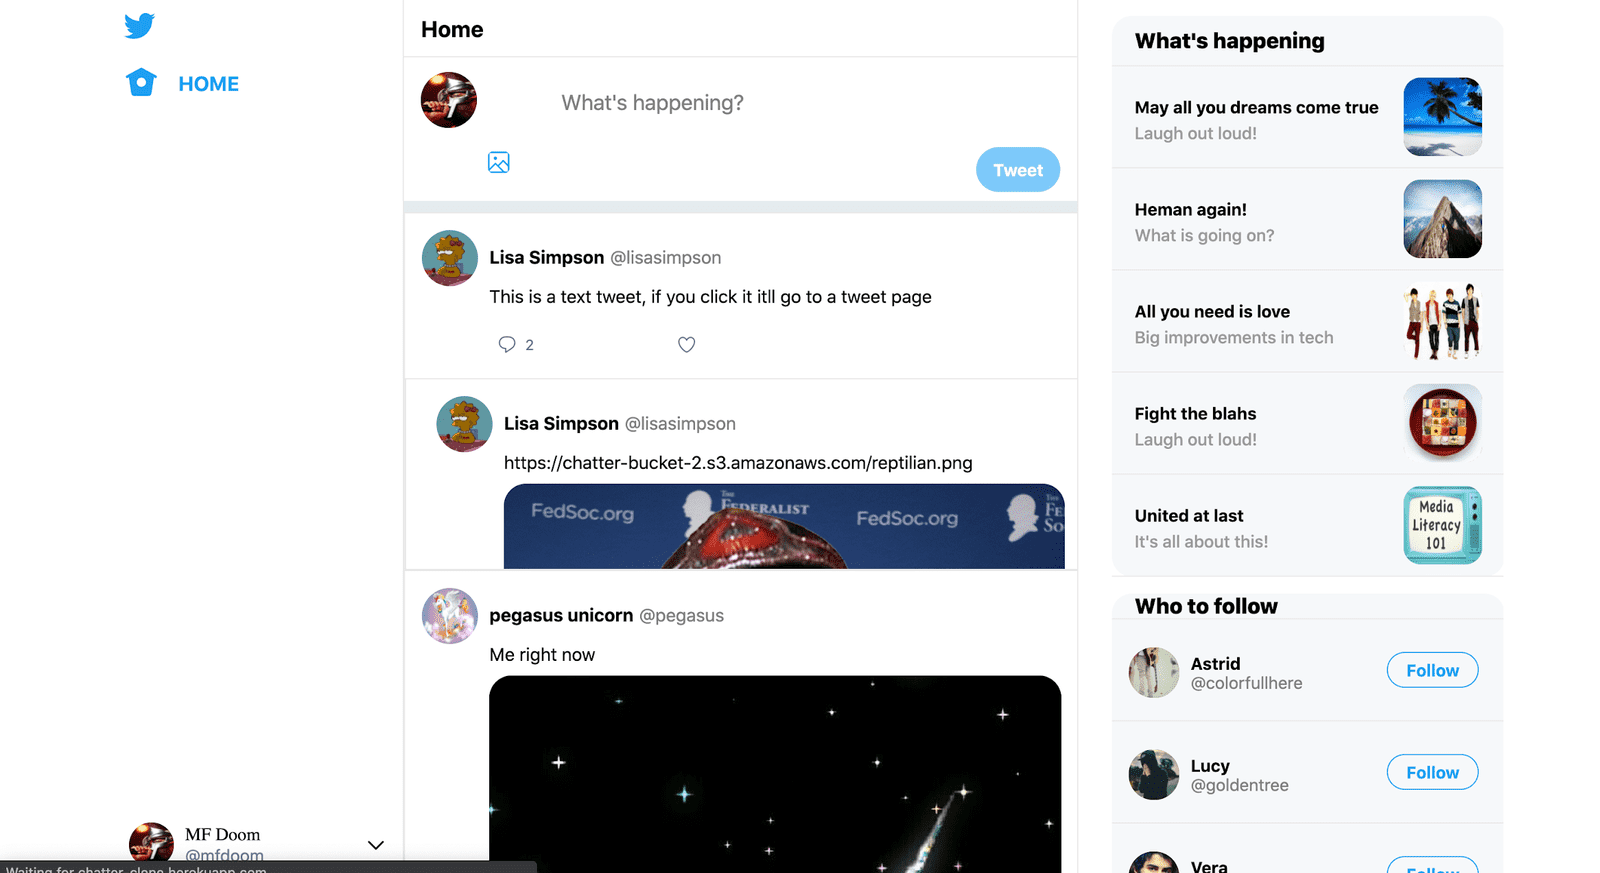 HOME
MF Doom
@mfdoom
Waiting for chatter-clone.herokuapp.com
Home
What's happening?
Tweet
Lisa Simpson @lisasimpson
This is a text tweet, if you click it itll go to a tweet page
2
Lisa Simpson @lisasimpson
https://chatter-bucket-2.s3.amazonaws.com/reptilian.png
FedSoc.org
THE
FEDERALIST
FedSoc.org
THE
FE
SO
pegasus unicorn @pegasus
Me right now
What's happening
May all you dreams come true
Laugh out loud!
Heman again!
What is going on?
All you need is love
Big improvements in tech
Fight the blahs
Laugh out loud!
United at last
It's all about this!
Media
Literacy
101
Who to follow
Astrid
@colorfullhere
Follow
Lucy
@goldentree
Follow
Vera
Follow